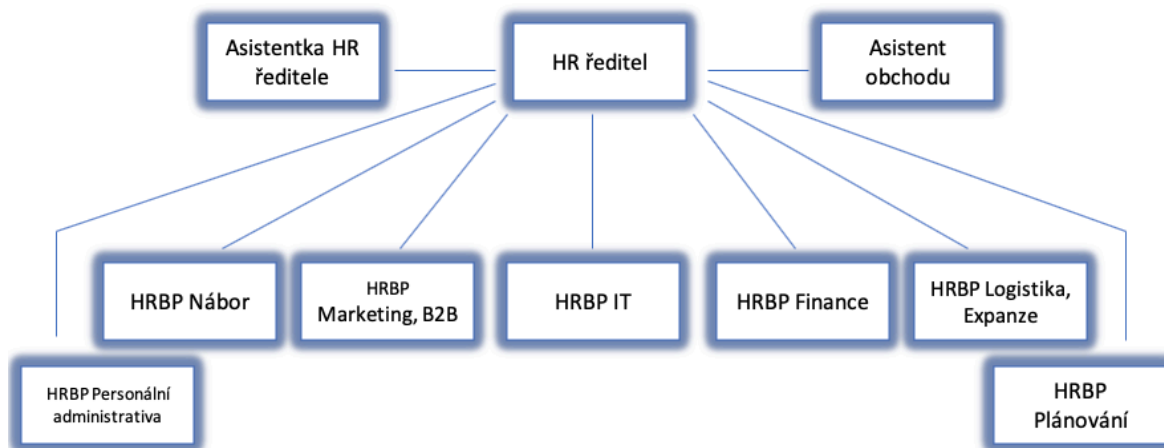 Asistentka HR
ředitele
HR ředitel
Asistent
obchodu
HRBP Nábor
HRBP
Marketing, B2B
HRBP IT
HRBP Finance
HRBP Logistika,
Expanze
HRBP Personální
administrativa
HRBP
Plánování